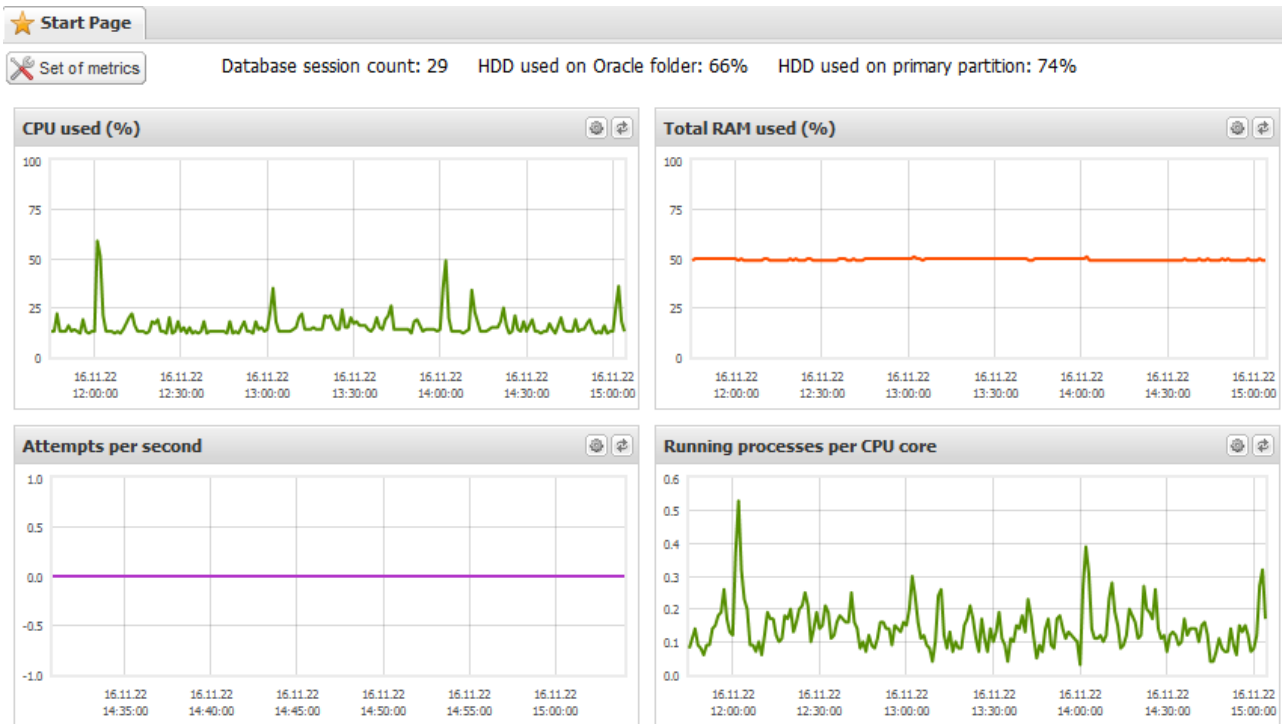 Start Page
Set of metrics
Database session count: 29 HDD used on Oracle folder: 66% HDD used on primary partition: 74%
CPU used (%)
100
75
50
25
0
16.11.22 16.11.22 16.11.22 16.11.22 16.11.22 16.11.22 16.11.22
12:00:00 12:30:00 13:00:00 13:30:00 14:00:00 14:30:00 15:00:00
Total RAM used (%)
100
75
50
25
0
16.11.22 16.11.22 16.11.22 16.11.22 16.11.22 16.11.22 16.11.22
12:00:00 12:30:00 13:00:00 13:30:00 14:00:00 14:30:00 15:00:00
Attempts per second
1.0
0.5
0.0
-0.5
-1.0
16.11.22 16.11.22 16.11.22 16.11.22 16.11.22 16.11.22
14:35:00 14:40:00 14:45:00 14:50:00 14:55:00 15:00:00
Running processes per CPU core
0.6
0.5
0.4
0.3
0.2
0.1
0.0
16.11.22 16.11.22 16.11.22 16.11.22 16.11.22 16.11.22 16.11.22
12:00:00 12:30:00 13:00:00 13:30:00 14:00:00 14:30:00 15:00:00